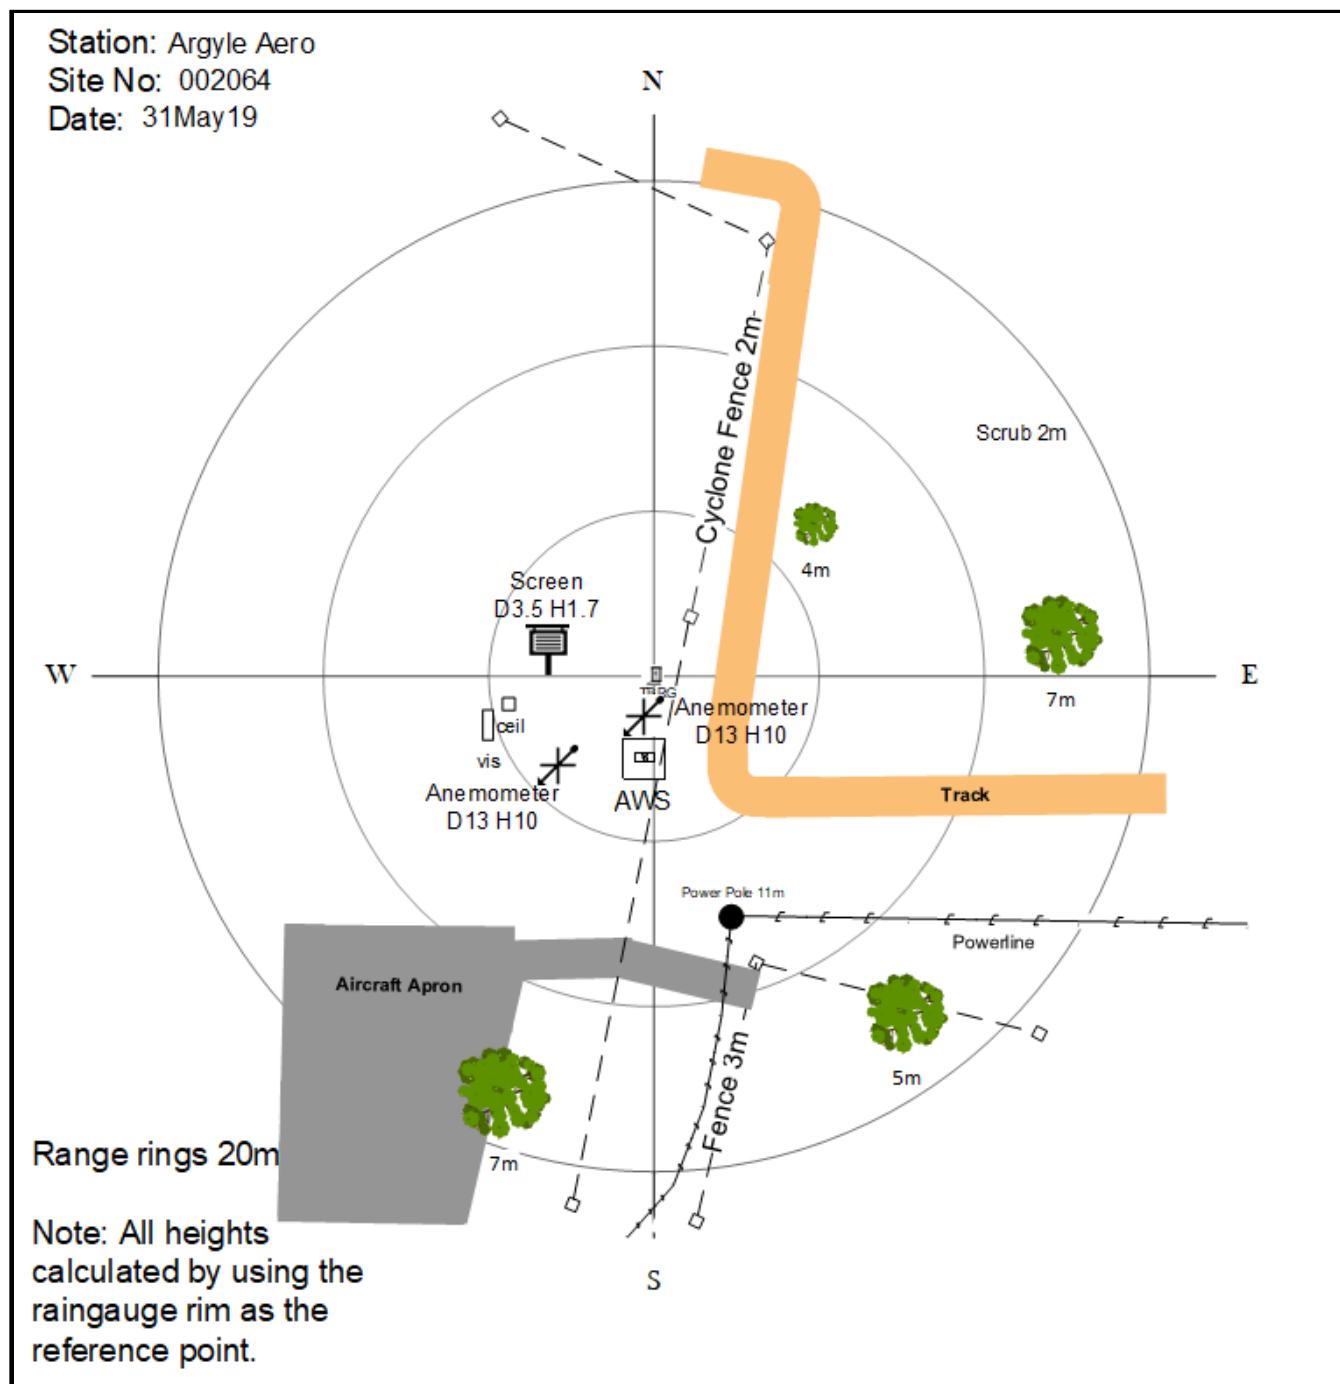 Station: Argyle Aero
Site No: 002064
Date: 31May19
N
Cyclone Fence 2m
Scrub 2m
4m
Screen
D3.5 H1.7
W
E
7m
Anemometer
D13 H10
ceil
vis
Anemometer
D13 H10
AWS
Track
Power Pole 11m
Powerline
Aircraft Apron
Fence 3m
5m
7m
Range rings 20m
Note: All heights
calculated by using the
raingauge rim as the
reference point.
S